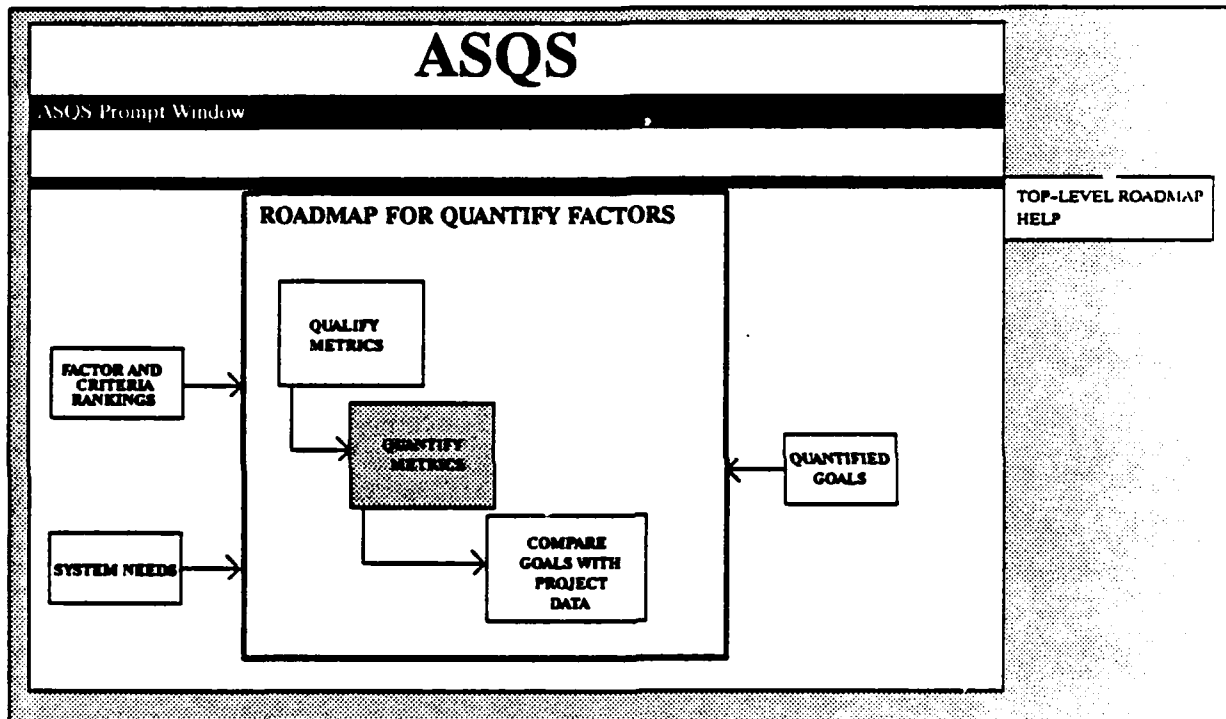 ASQS
ASQS Prompt Window
TOP-LEVEL ROADMAP
HELP
ROADMAP FOR QUANTIFY FACTORS
QUALIFY
METRICS
FACTOR AND
CRITERIA
RANKINGS
QUANTIFY
METRICS
QUANTIFIED
GOALS
SYSTEM NEEDS
COMPARE
GOALS WITH
PROJECT
DATA